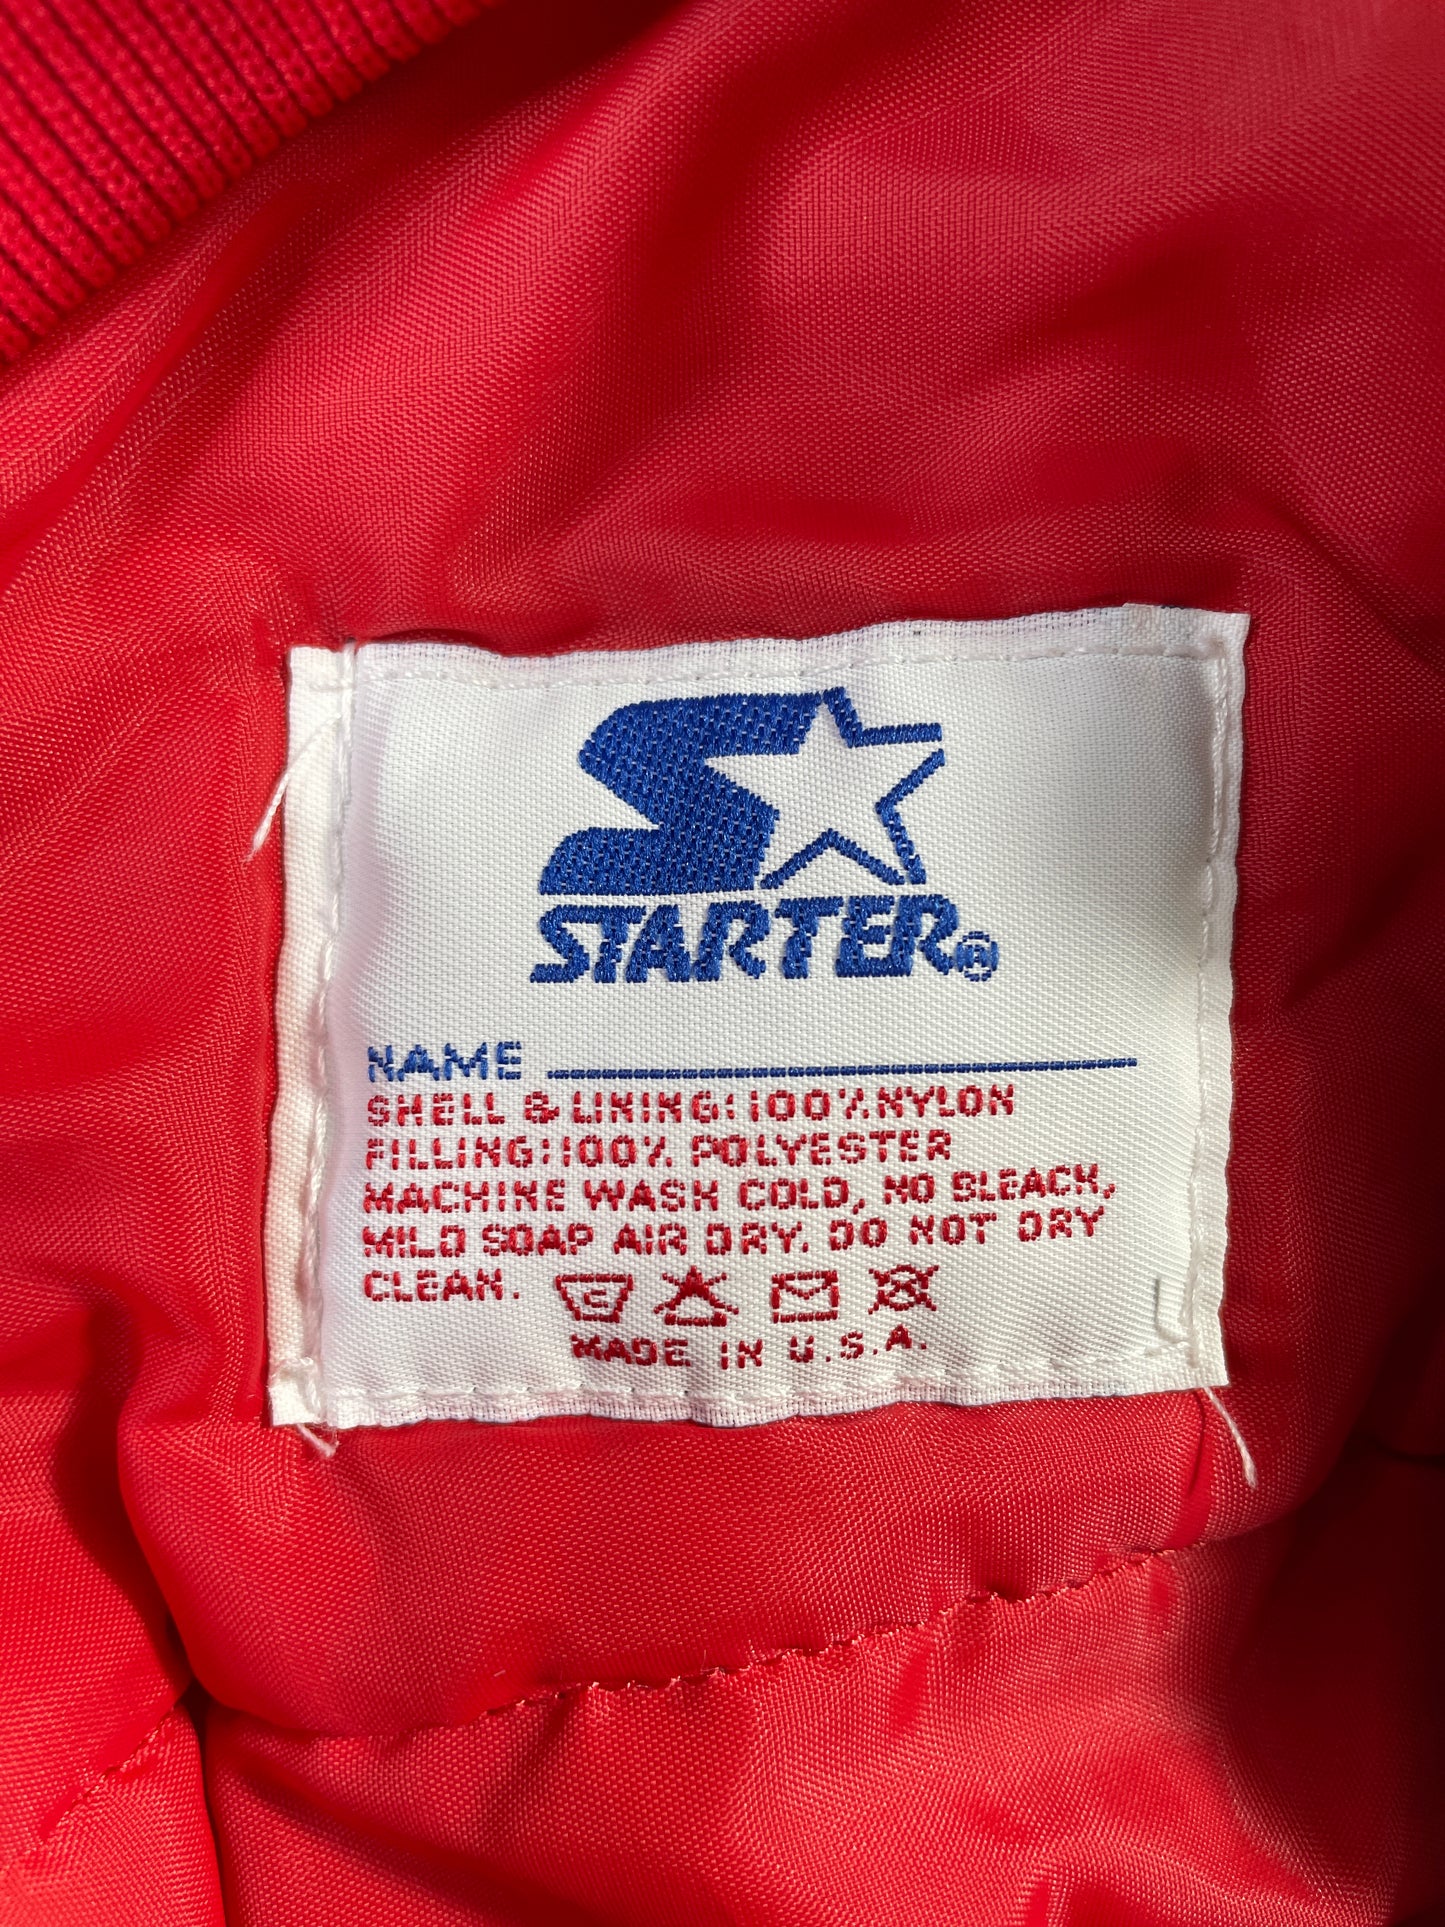 STARTER®
NAME
SHELL & LINING:100% NYLON
FILLING:100% POLYESTER
MACHINE WASH COLD, NO BLEACH,
MILD SOAP AIR DRY. DO NOT DRY
CLEAN.
C
MADE IN U.S.A.